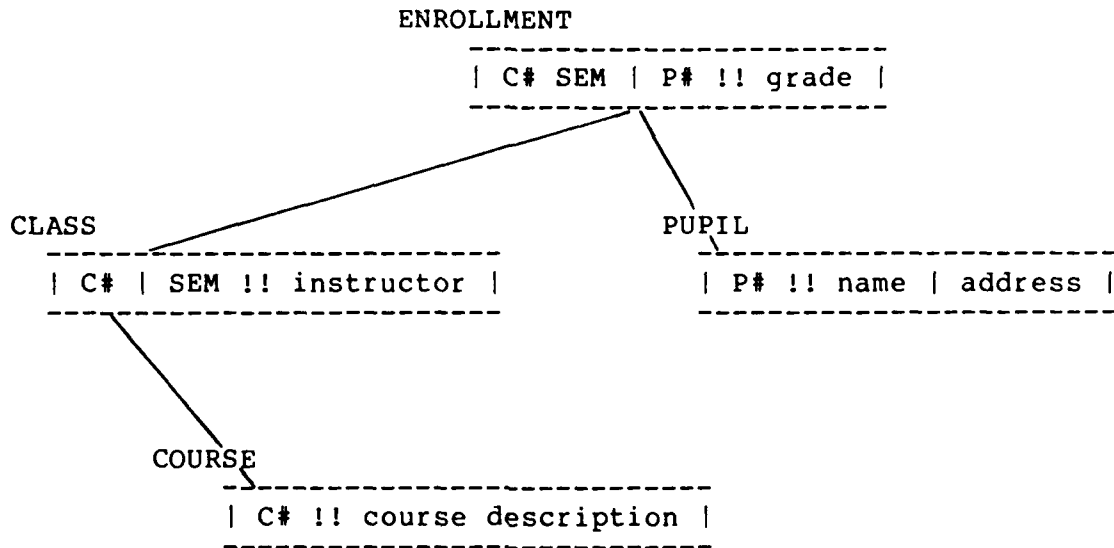 ENROLLMENT
| C# SEM | P# !! grade |
CLASS
PUPIL
| C# | SEM !! instructor |
| P# !! name | address |
COURSE
| C# !! course description |